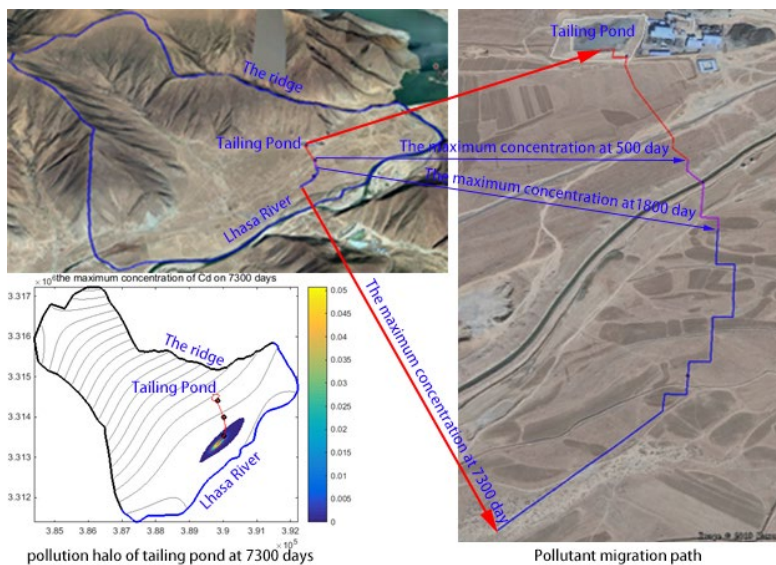 The ridge
Tailing Pond
Lhasa River
Tailing Pond
The maximum concentration at 500 day
The maximum concentration at1800 day
The maximum concentration at 7300 day
the maximum concentration of Cd on 7300 days
3.317
3.316
3.315
3.314
3.313
3.312
The ridge
Tailing Pond
Lhasa River
3.85 3.86 3.87 3.88 3.89 3.9 3.91 3.92
× 10⁵
0.05
0.045
0.04
0.035
0.03
0.025
0.02
0.015
0.01
0.005
0
pollution halo of tailing pond at 7300 days
Pollutant migration path